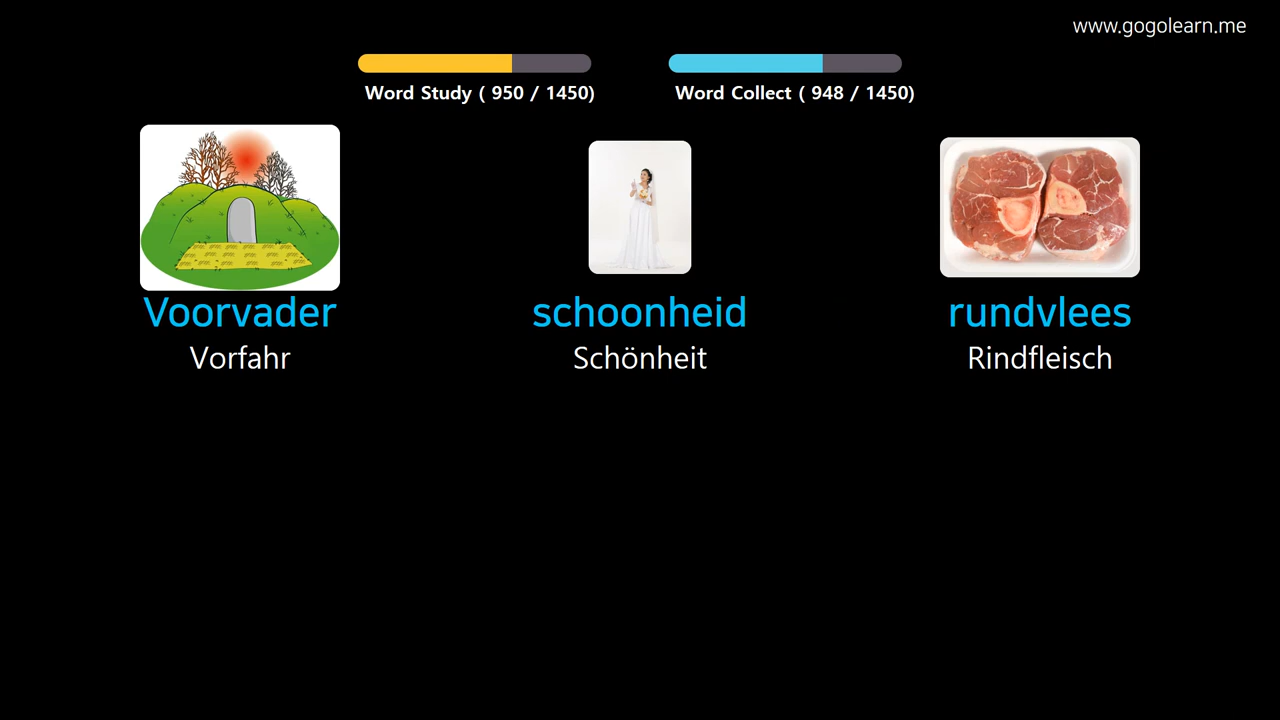 www.gogolearn.me
Word Study ( 950 / 1450)
Word Collect ( 948 / 1450)
Voorvader
Vorfahr
schoonheid
Schönheit
rundvlees
Rindfleisch